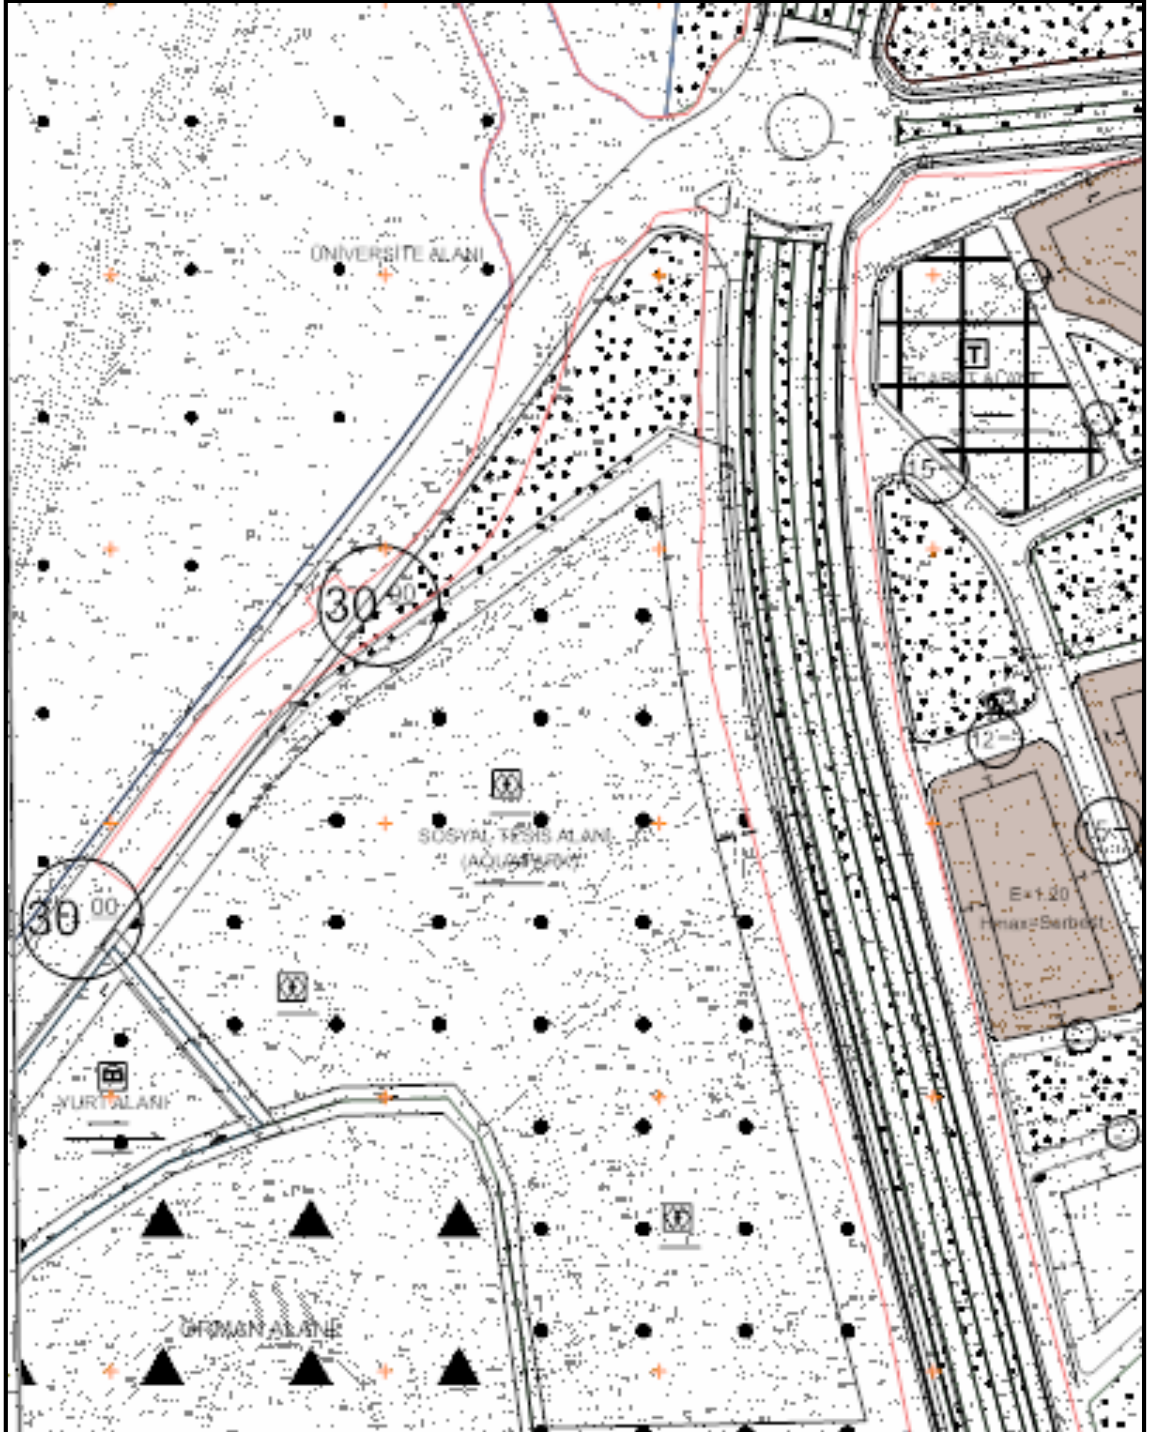 ÜNİVERSİTE ALANI
T
TİCARET ALANI
15
30 00
12
SOSYAL TESİS ALANI
(AQUAPARK)
15
E=1.20
Hmax=Serbest
30 00
B
YURT ALANI
ORMAN ALANI